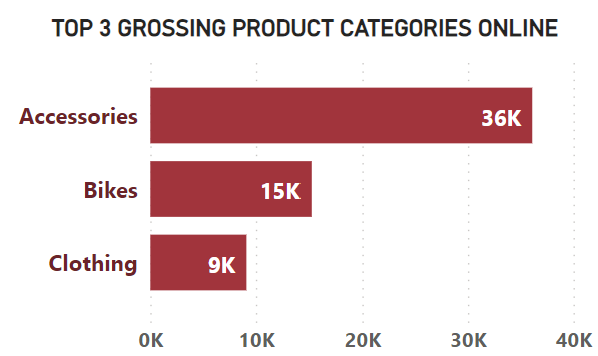 TOP 3 GROSSING PRODUCT CATEGORIES ONLINE
Accessories 36K
Bikes 15K
Clothing 9K
0K 10K 20K 30K 40K